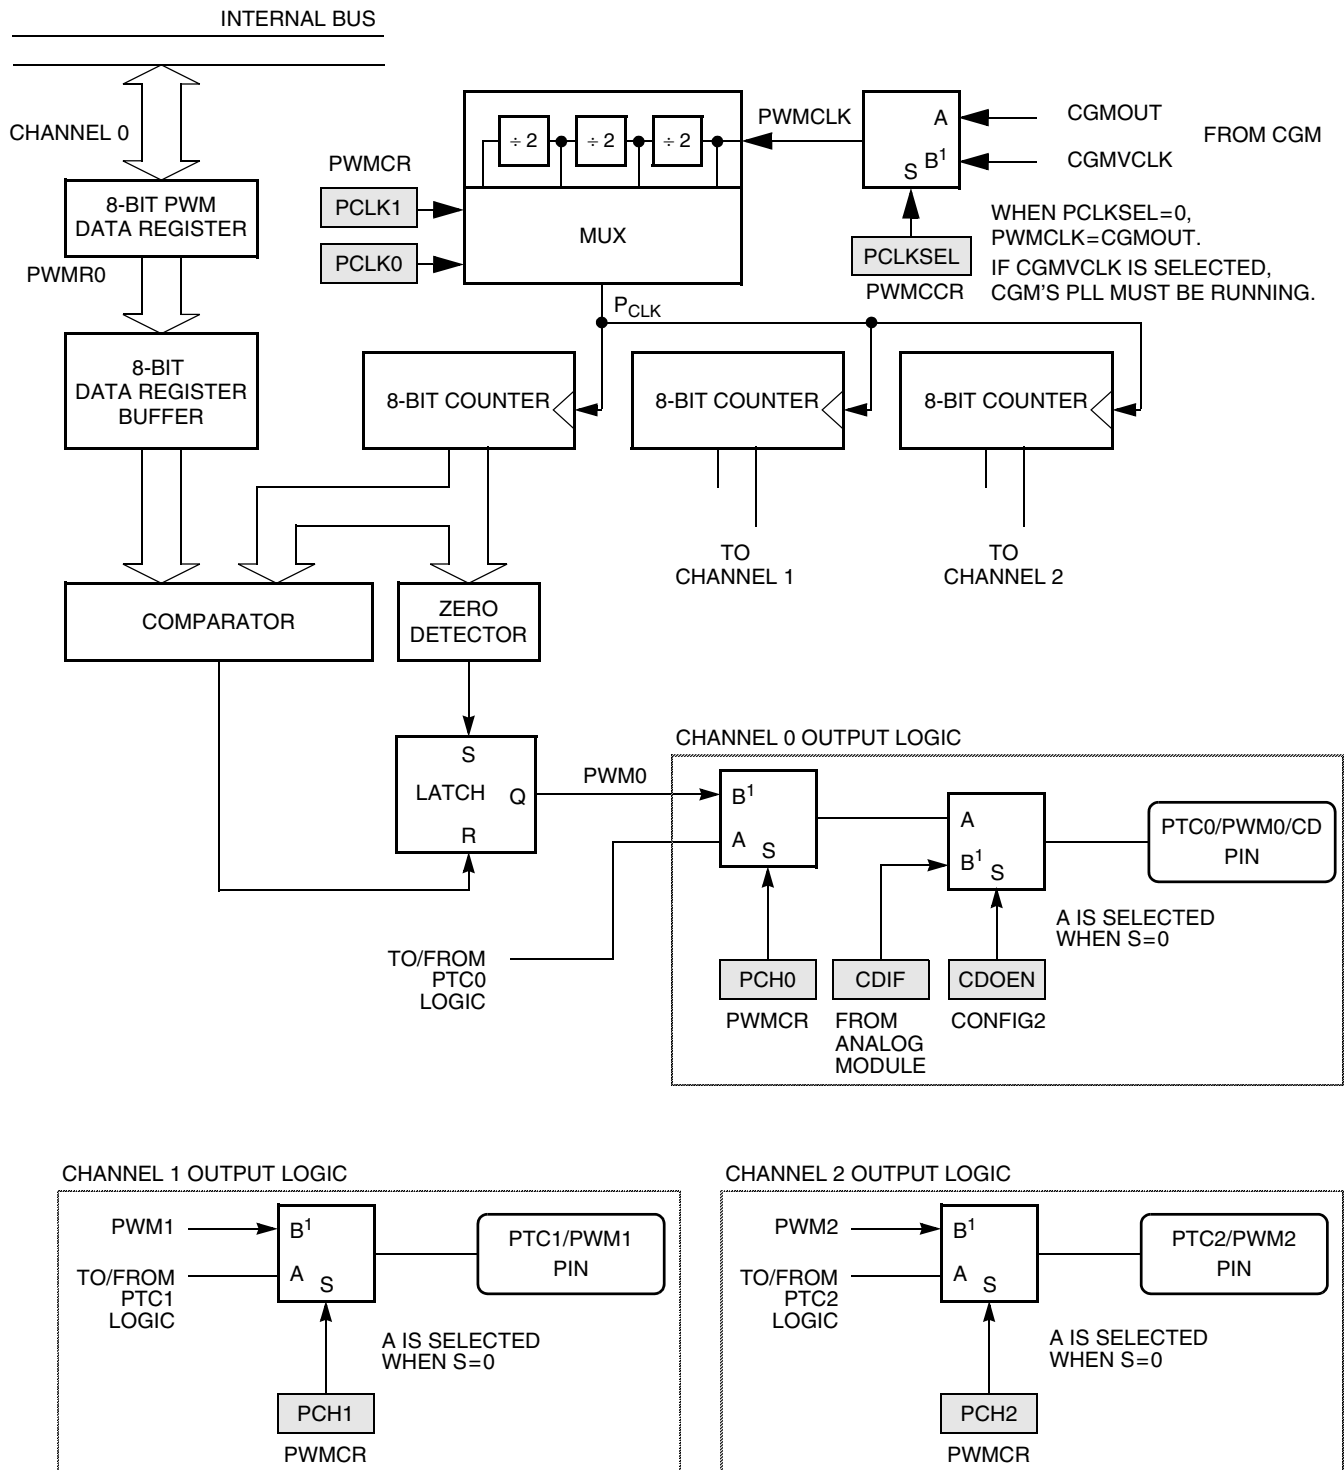 INTERNAL BUS
CHANNEL 0
8-BIT PWM
DATA REGISTER
PWMR0
8-BIT
DATA REGISTER
BUFFER
PWMCR
PCLK1
PCLK0
÷ 2
÷ 2
÷ 2
MUX
PWMCLK
A
B1
S
CGMOUT
CGMVCLK
FROM CGM
PCLKSEL
PWMCCR
WHEN PCLKSEL=0,
PWMCLK=CGMOUT.
IF CGMVCLK IS SELECTED,
CGM'S PLL MUST BE RUNNING.
PCLK
8-BIT COUNTER
8-BIT COUNTER
8-BIT COUNTER
TO
CHANNEL 1
TO
CHANNEL 2
COMPARATOR
ZERO
DETECTOR
S
LATCH
Q
R
PWM0
TO/FROM
PTC0
LOGIC
CHANNEL 0 OUTPUT LOGIC
B1
A
S
A
B1
S
PTC0/PWM0/CD
PIN
A IS SELECTED
WHEN S=0
PCH0
PWMCR
CDIF
FROM
ANALOG
MODULE
CDOEN
CONFIG2
CHANNEL 1 OUTPUT LOGIC
PWM1
TO/FROM
PTC1
LOGIC
B1
A
S
PTC1/PWM1
PIN
A IS SELECTED
WHEN S=0
PCH1
PWMCR
CHANNEL 2 OUTPUT LOGIC
PWM2
TO/FROM
PTC2
LOGIC
B1
A
S
PTC2/PWM2
PIN
A IS SELECTED
WHEN S=0
PCH2
PWMCR